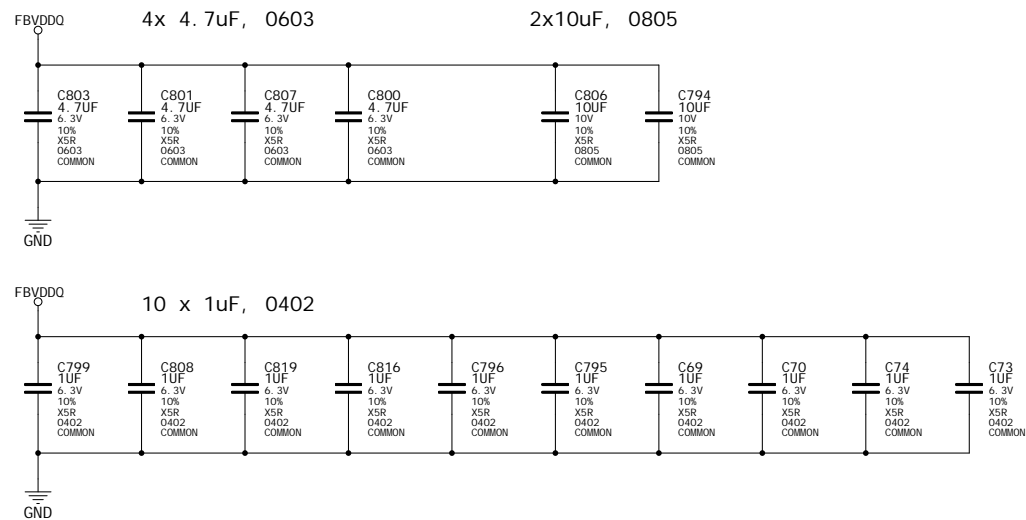 FBVDDQ
4x 4.7uF, 0603
2x10uF, 0805
C803
4.7UF
6.3V
10%
X5R
0603
COMMON
C801
4.7UF
6.3V
10%
X5R
0603
COMMON
C807
4.7UF
6.3V
10%
X5R
0603
COMMON
C800
4.7UF
6.3V
10%
X5R
0603
COMMON
C806
10UF
10V
10%
X5R
0805
COMMON
C794
10UF
10V
10%
X5R
0805
COMMON
GND
FBVDDQ
10 x 1uF, 0402
C799
1UF
6.3V
10%
X5R
0402
COMMON
C808
1UF
6.3V
10%
X5R
0402
COMMON
C819
1UF
6.3V
10%
X5R
0402
COMMON
C816
1UF
6.3V
10%
X5R
0402
COMMON
C796
1UF
6.3V
10%
X5R
0402
COMMON
C795
1UF
6.3V
10%
X5R
0402
COMMON
C69
1UF
6.3V
10%
X5R
0402
COMMON
C70
1UF
6.3V
10%
X5R
0402
COMMON
C74
1UF
6.3V
10%
X5R
0402
COMMON
C73
1UF
6.3V
10%
X5R
0402
COMMON
GND